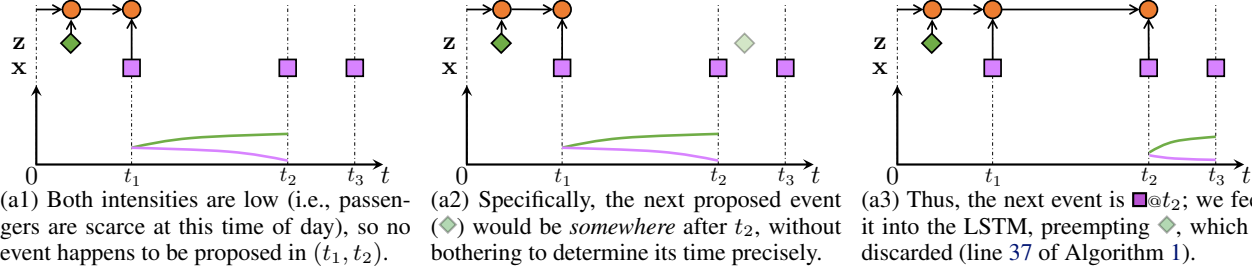 z
x
0 t₁ t₂ t₃ t
(a1) Both intensities are low (i.e., passen-
gers are scarce at this time of day), so no
event happens to be proposed in (t₁, t₂).
z
x
0 t₁ t₂ t₃ t
(a2) Specifically, the next proposed event
( ) would be somewhere after t₂, without
bothering to determine its time precisely.
z
x
0 t₁ t₂ t₃ t
(a3) Thus, the next event is @t₂; we fee
it into the LSTM, preempting , which
discarded (line 37 of Algorithm 1).